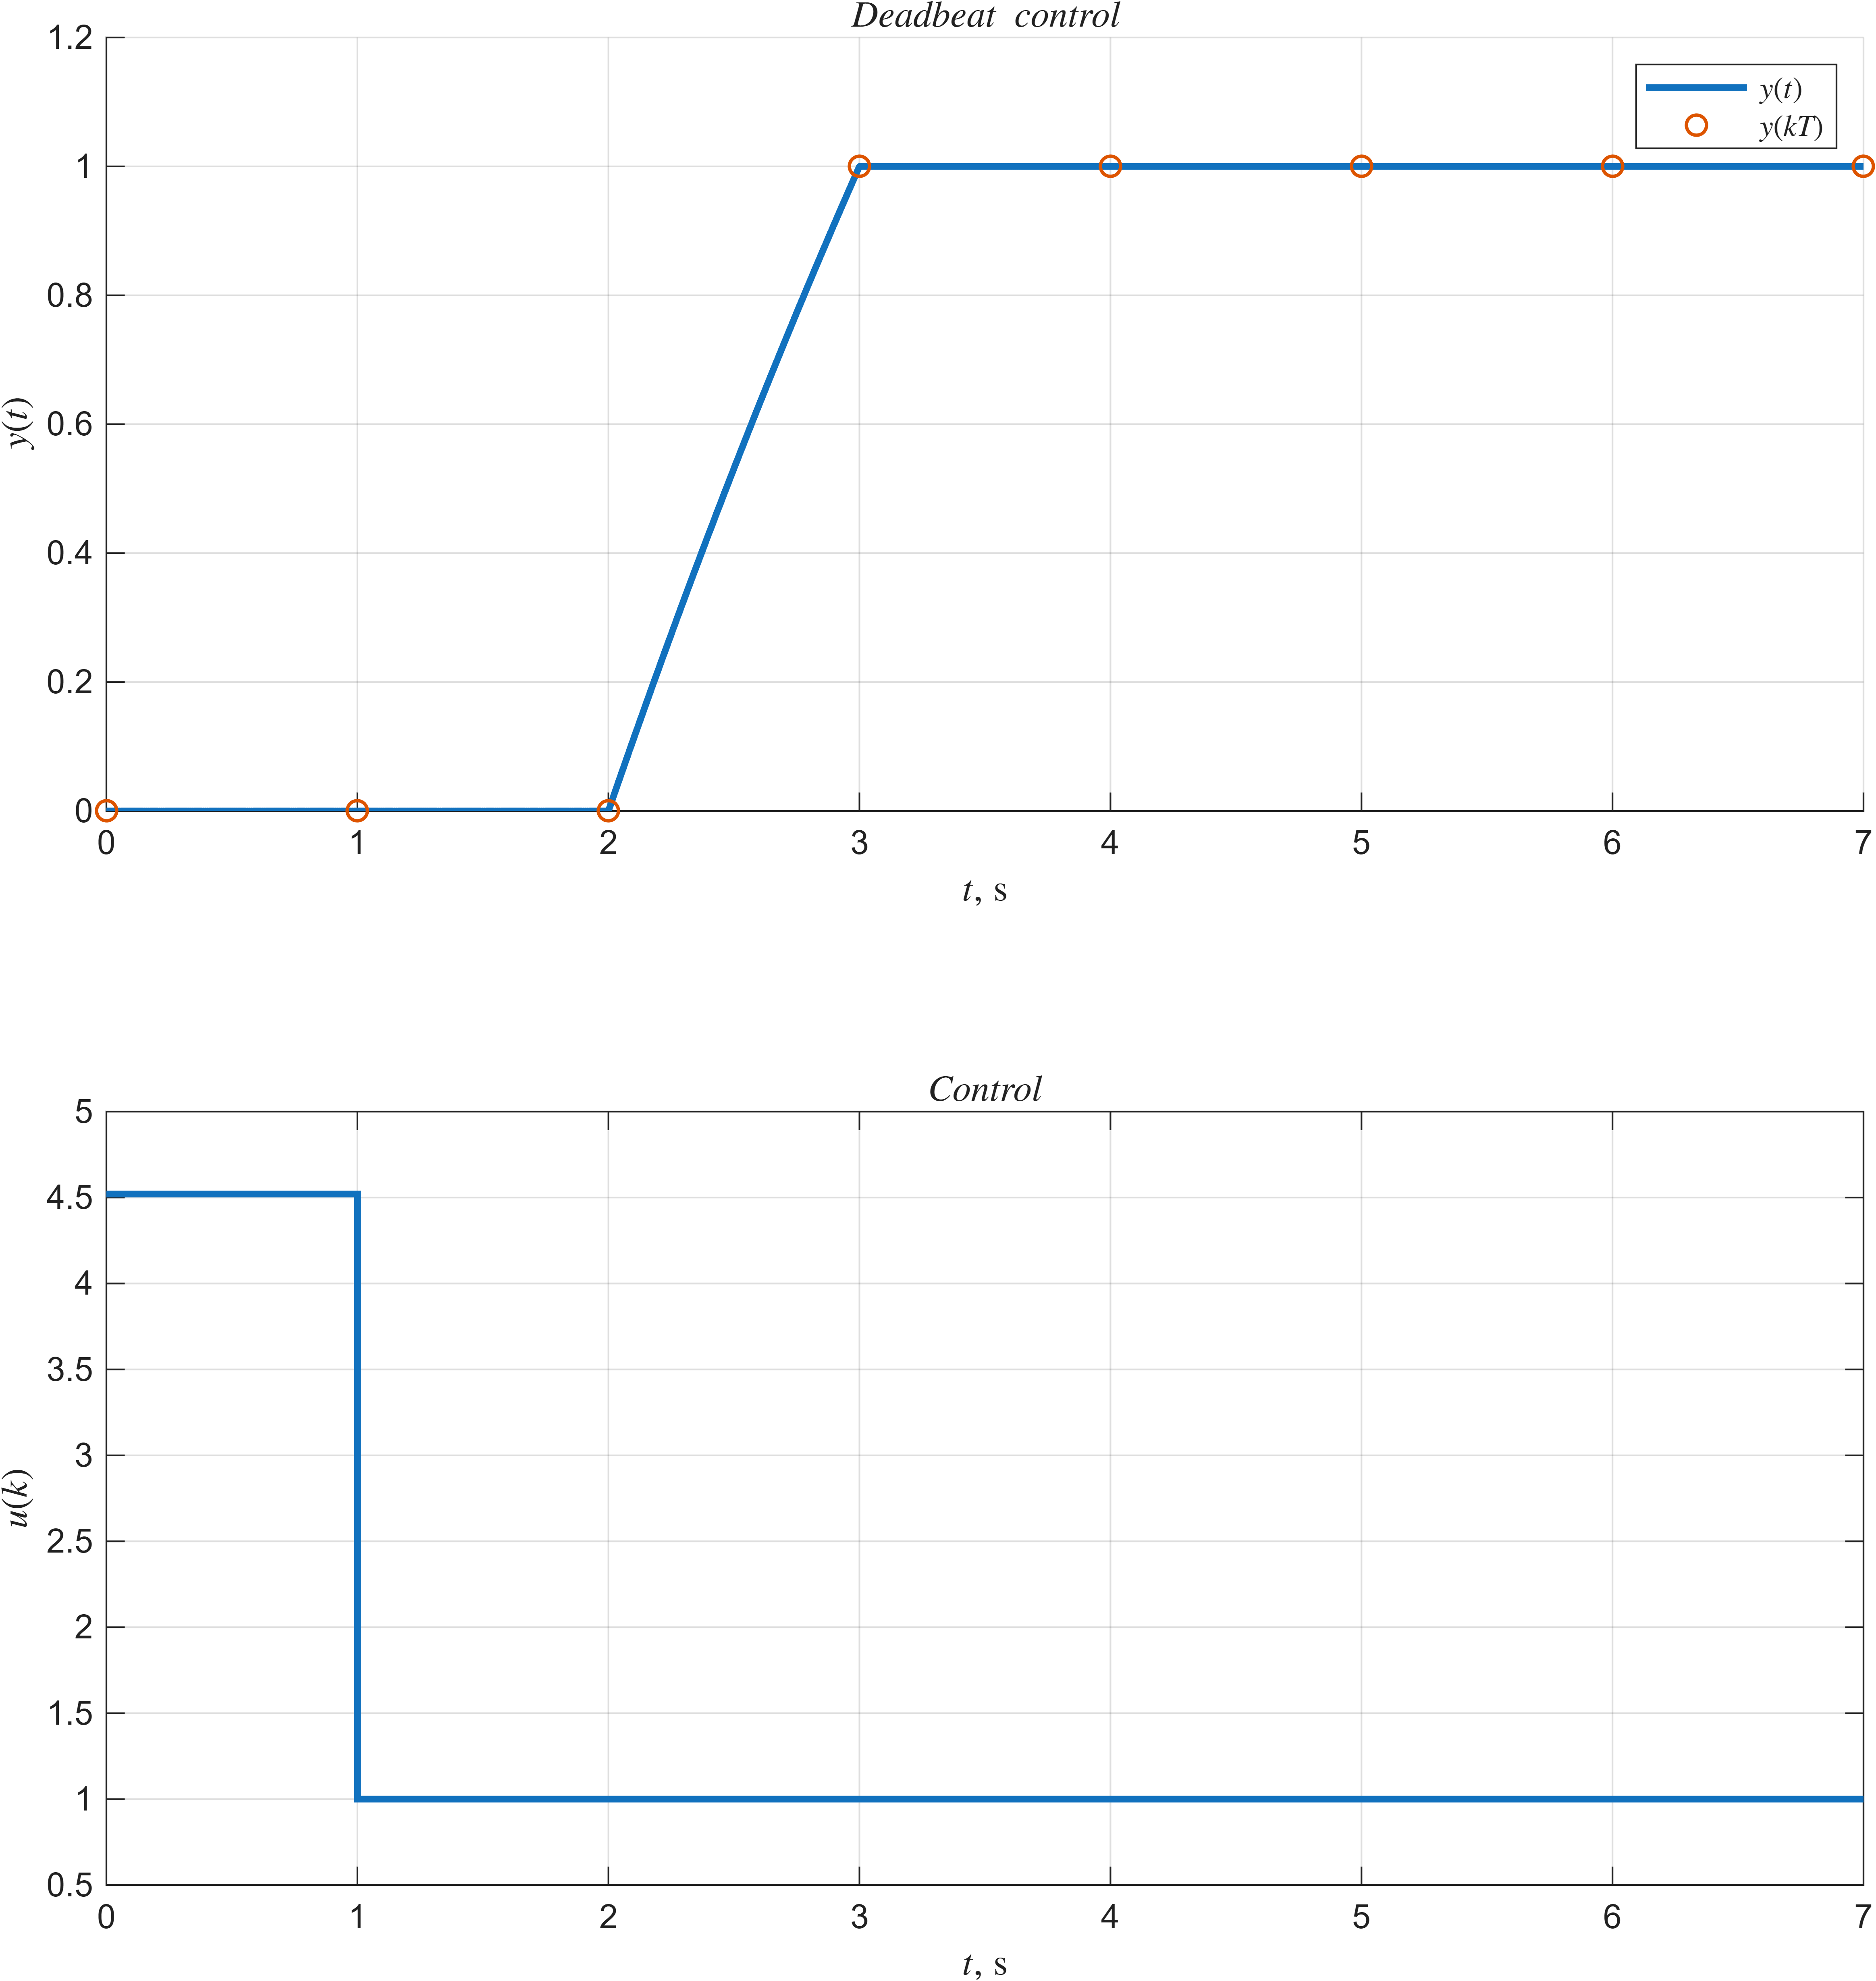 Deadbeat control
1.2
1
0.8
0.6
0.4
0.2
0
y(t)
y(t)
y(kT)
0 1 2 3 4 5 6 7
t, s
Control
5
4.5
4
3.5
3
2.5
2
1.5
1
0.5
u(k)
0 1 2 3 4 5 6 7
t, s